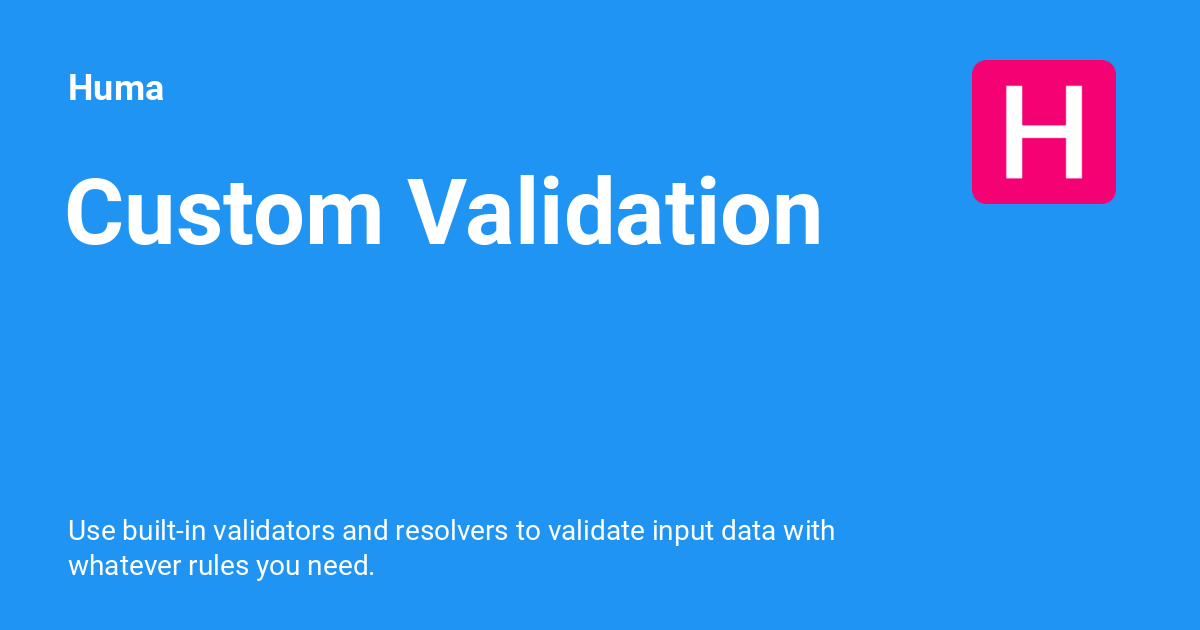 Huma
H
Custom Validation
Use built-in validators and resolvers to validate input data with
whatever rules you need.